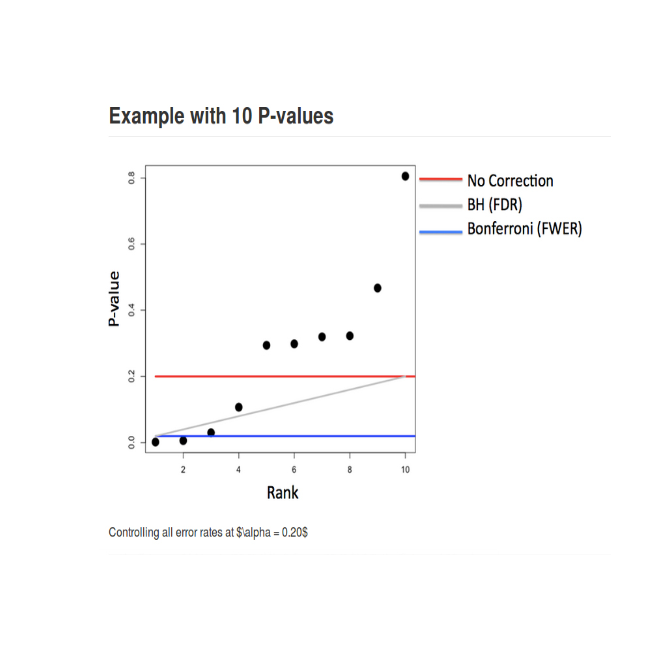 Example with 10 P-values
No Correction
BH (FDR)
Bonferroni (FWER)
P-value
0.8
0.6
0.4
0.2
0.0
2 4 6 8 10
Rank
Controlling all error rates at $\alpha = 0.20$